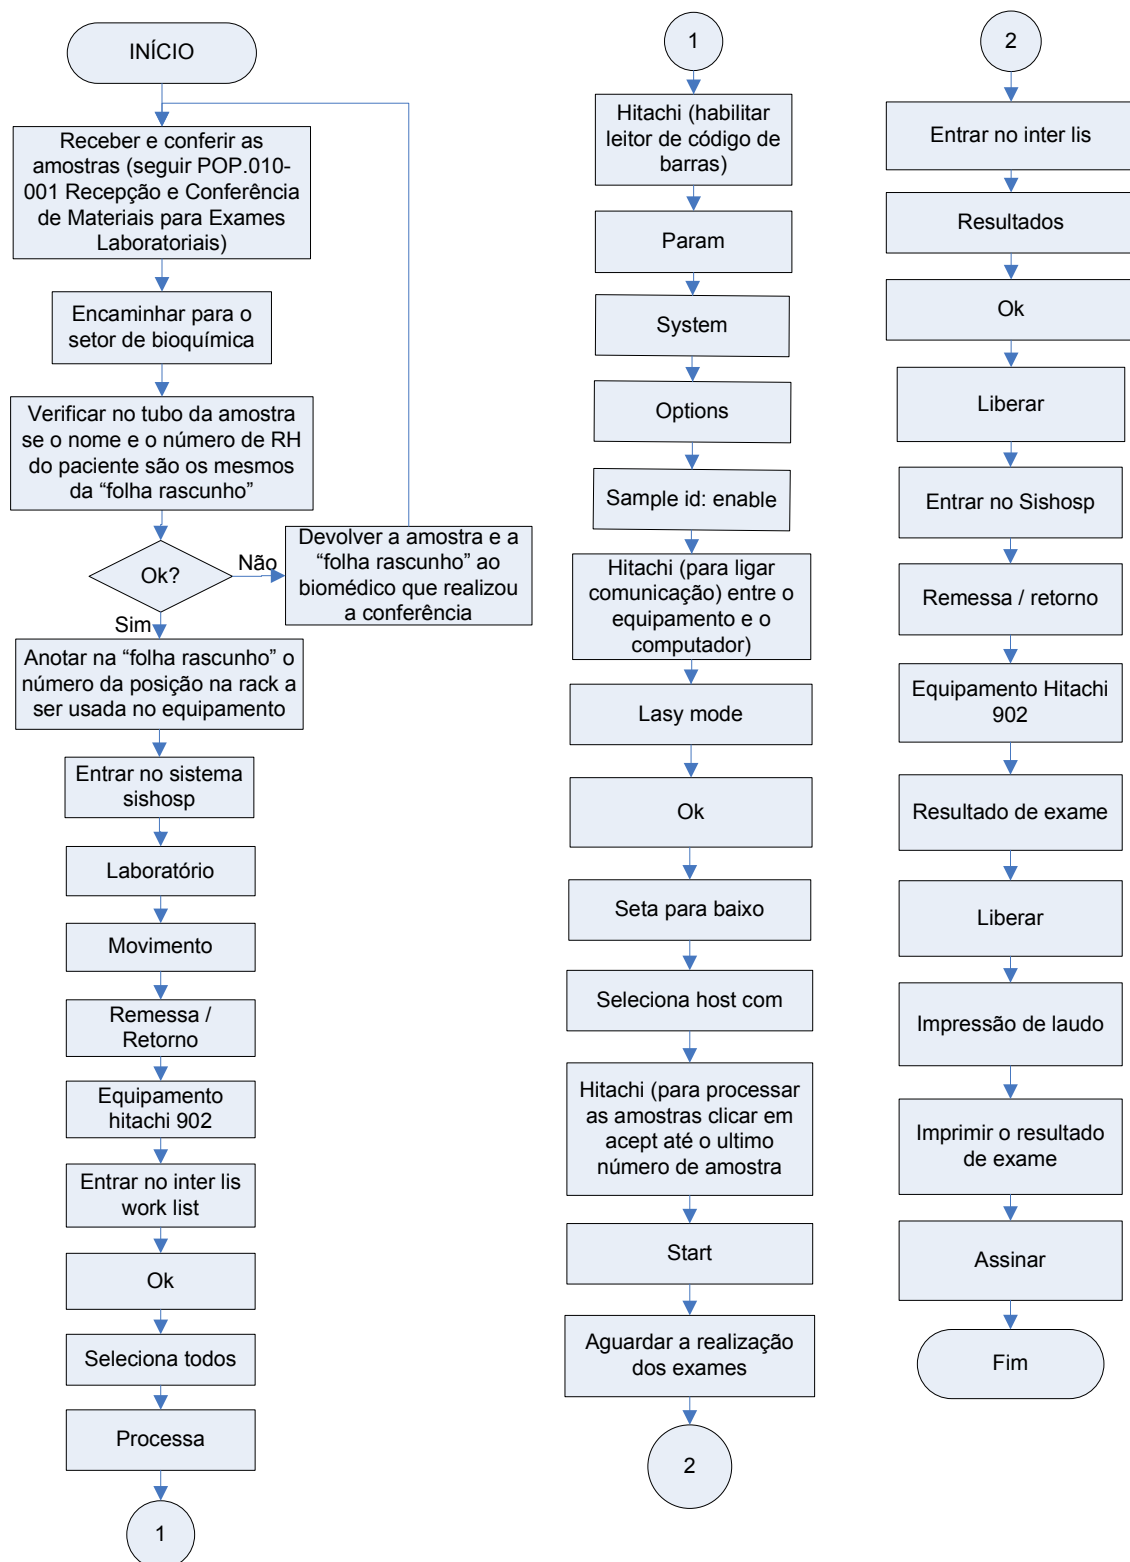 INÍCIO
Receber e conferir as
amostras (seguir POP.010-
001 Recepção e Conferência
de Materiais para Exames
Laboratoriais)
Encaminhar para o
setor de bioquímica
Verificar no tubo da amostra
se o nome e o número de RH
do paciente são os mesmos
da “folha rascunho”
Ok?
Não
Devolver a amostra e a
“folha rascunho” ao
biomédico que realizou
a conferência
Sim
Anotar na “folha rascunho” o
número da posição na rack a
ser usada no equipamento
Entrar no sistema
sishosp
Laboratório
Movimento
Remessa /
Retorno
Equipamento
hitachi 902
Entrar no inter lis
work list
Ok
Seleciona todos
Processa
1
1
Hitachi (habilitar
leitor de código de
barras)
Param
System
Options
Sample id: enable
Hitachi (para ligar
comunicação) entre o
equipamento e o
computador)
Lasy mode
Ok
Seta para baixo
Seleciona host com
Hitachi (para processar
as amostras clicar em
acept até o ultimo
número de amostra
Start
Aguardar a realização
dos exames
2
2
Entrar no inter lis
Resultados
Ok
Liberar
Entrar no Sishosp
Remessa / retorno
Equipamento Hitachi
902
Resultado de exame
Liberar
Impressão de laudo
Imprimir o resultado
de exame
Assinar
Fim